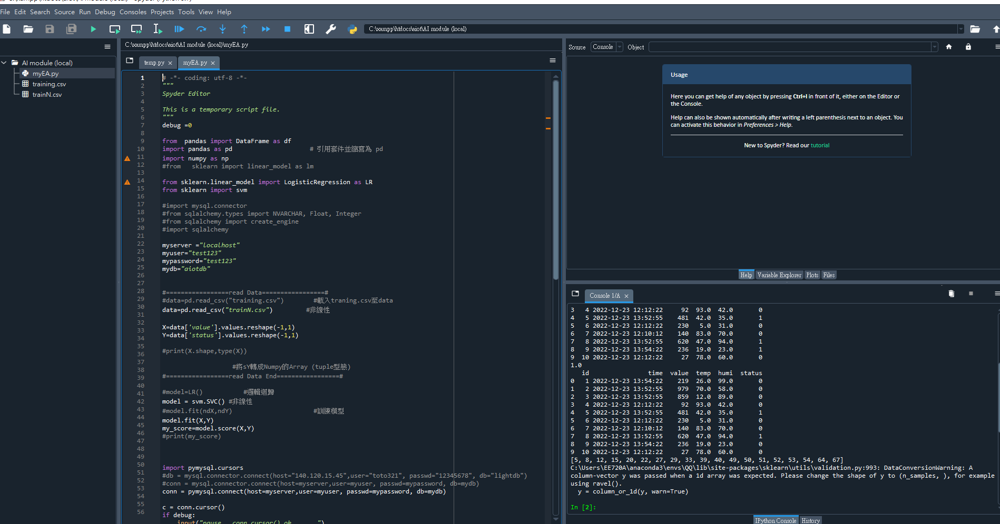 File Edit Search Source Run Debug Consoles Projects Tools View Help
C:\xampp\htdocs\aiot\AI module (local)
C:\xampp\htdocs\aiot\AI module (local)\myEA.py
AI module (local)
myEA.py
training.csv
trainN.csv
temp.py
myEA.py
1 # -*- coding: utf-8 -*-
2 """
3 Spyder Editor
4
5 This is a temporary script file.
6 """
7 debug =0
8
9 from  pandas import DataFrame as df
10 import pandas as pd # 引用套件並縮寫為 pd
11 import numpy as np
12 #from   sklearn import linear_model as lm
13
14 from sklearn.linear_model import LogisticRegression as LR
15 from sklearn import svm
16
17 #import mysql.connector
18 #from sqlalchemy.types import NVARCHAR, Float, Integer
19 #from sqlalchemy import create_engine
20 #import sqlalchemy
21
22 myserver ="localhost"
23 myuser="test123"
24 mypassword="test123"
25 mydb="aiotdb"
26
27
28 #=================read Data=================#
29 #data=pd.read_csv("training.csv") #載入traning.csv至data
30 data=pd.read_csv("trainN.csv") #非線性
31
32 X=data['value'].values.reshape(-1,1)
33 Y=data['status'].values.reshape(-1,1)
34
35 #print(X.shape,type(X))
36
37 #將sY轉成Numpy的Array (tuple型態)
38 #=================read Data End=================#
39
40 #model=LR() #邏輯迴歸
41 model = svm.SVC() #非線性
42 #model.fit(ndX,ndY) #訓練模型
43 model.fit(X,Y)
44 my_score=model.score(X,Y)
45 #print(my_score)
46
47
48
49
50 import pymysql.cursors
51 #db = mysql.connector.connect(host="140.120.15.45",user="toto321", passwd="12345678", db="lightdb")
52 #conn = mysql.connector.connect(host=myserver,user=myuser, passwd=mypassword, db=mydb)
53 conn = pymysql.connect(host=myserver,user=myuser, passwd=mypassword, db=mydb)
54
55 c = conn.cursor()
56 if debug:
Source Console Object
Usage
Here you can get help of any object by pressing Ctrl+I in front of it, either on the Editor or
the Console.
Help can also be shown automatically after writing a left parenthesis next to an object. You
can activate this behavior in Preferences > Help.
New to Spyder? Read our tutorial
Help Variable Explorer Plots Files
Console 1/A
3 4 2022-12-23 12:12:22 92 93.0 42.0 0
4 5 2022-12-23 13:52:55 481 42.0 35.0 1
5 6 2022-12-23 12:12:22 230 5.0 31.0 0
6 7 2022-12-23 12:10:12 140 83.0 70.0 0
7 8 2022-12-23 13:52:55 620 47.0 94.0 1
8 9 2022-12-23 13:54:22 236 19.0 23.0 1
9 10 2022-12-23 12:12:22 27 78.0 60.0 0
1.0
id time value temp humi status
0 1 2022-12-23 13:54:22 219 26.0 99.0 0
1 2 2022-12-23 13:52:55 979 70.0 58.0 0
2 3 2022-12-23 13:52:55 859 12.0 89.0 0
3 4 2022-12-23 12:12:22 92 93.0 42.0 0
4 5 2022-12-23 13:52:55 481 42.0 35.0 1
5 6 2022-12-23 12:12:22 230 5.0 31.0 0
6 7 2022-12-23 12:10:12 140 83.0 70.0 0
7 8 2022-12-23 13:52:55 620 47.0 94.0 1
8 9 2022-12-23 13:54:22 236 19.0 23.0 0
9 10 2022-12-23 12:12:22 27 78.0 60.0 0
[5, 8, 12, 15, 20, 22, 27, 29, 33, 39, 40, 49, 50, 51, 52, 53, 54, 64, 67]
C:\Users\EE720A\anaconda3\envs\QQ\lib\site-packages\sklearn\utils\validation.py:993: DataConversionWarning: A
column-vector y was passed when a 1d array was expected. Please change the shape of y to (n_samples, ), for example
using ravel().
y = column_or_1d(y, warn=True)
In [2]:
IPython Console History